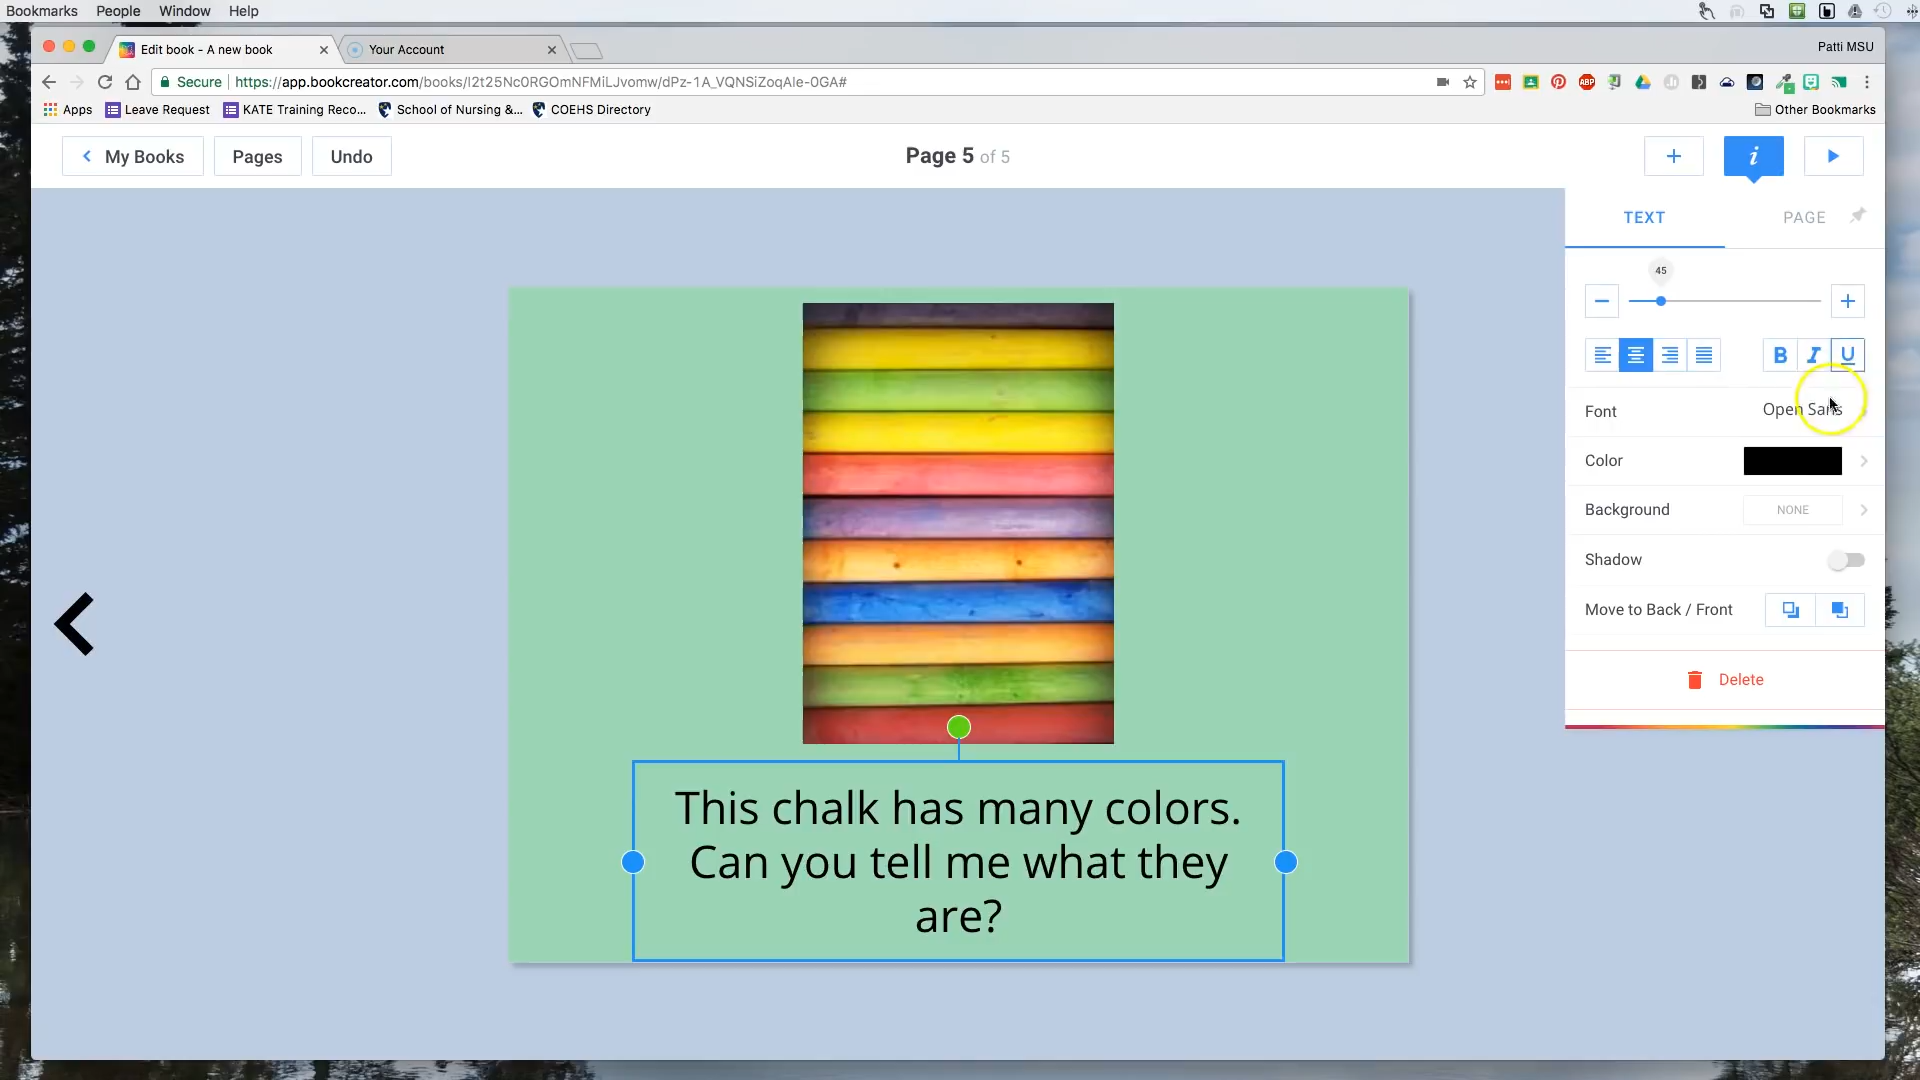 Bookmarks People Window Help
Edit book - A new book
Your Account
Patti MSU
Secure https://app.bookcreator.com/books/I2t25Nc0RGOmNFMiLJvomw/dPz-1A_VQNSiZoqAle-0GA#
Apps Leave Request KATE Training Reco... School of Nursing &... COEHS Directory Other Bookmarks
My Books Pages Undo Page 5 of 5
TEXT PAGE
45
B I U
Font Open Sans
Color
Background NONE
Shadow
Move to Back / Front
Delete
This chalk has many colors.
Can you tell me what they
are?